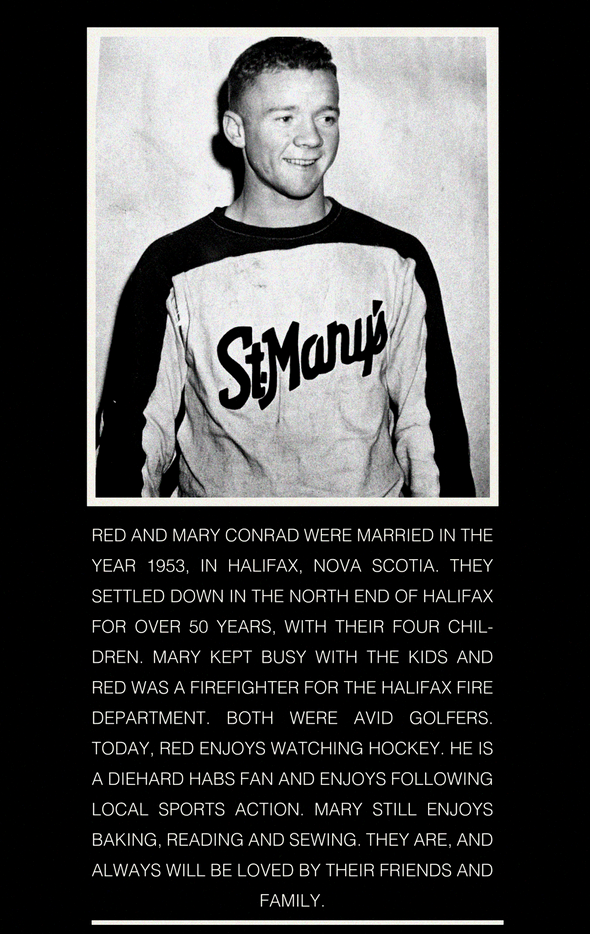 St. Mary's
RED AND MARY CONRAD WERE MARRIED IN THE
YEAR 1953, IN HALIFAX, NOVA SCOTIA. THEY
SETTLED DOWN IN THE NORTH END OF HALIFAX
FOR OVER 50 YEARS, WITH THEIR FOUR CHIL-
DREN. MARY KEPT BUSY WITH THE KIDS AND
RED WAS A FIREFIGHTER FOR THE HALIFAX FIRE
DEPARTMENT. BOTH WERE AVID GOLFERS.
TODAY, RED ENJOYS WATCHING HOCKEY. HE IS
A DIEHARD HABS FAN AND ENJOYS FOLLOWING
LOCAL SPORTS ACTION. MARY STILL ENJOYS
BAKING, READING AND SEWING. THEY ARE, AND
ALWAYS WILL BE LOVED BY THEIR FRIENDS AND
FAMILY.